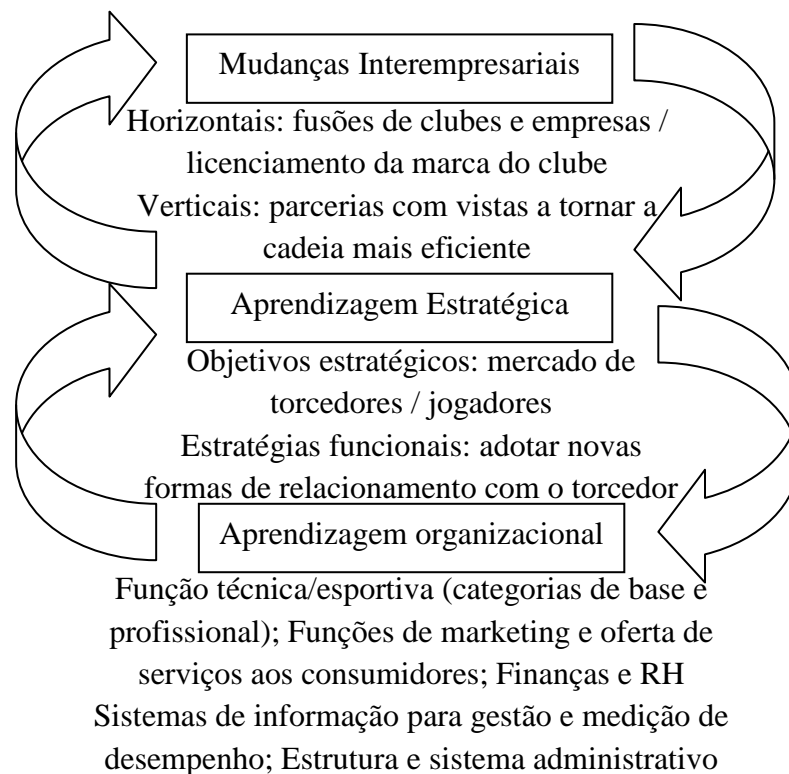 Mudanças Interempresariais
Horizontais: fusões de clubes e empresas /
licenciamento da marca do clube
Verticais: parcerias com vistas a tornar a
cadeia mais eficiente
Aprendizagem Estratégica
Objetivos estratégicos: mercado de
torcedores / jogadores
Estratégias funcionais: adotar novas
formas de relacionamento com o torcedor
Aprendizagem organizacional
Função técnica/esportiva (categorias de base e
profissional); Funções de marketing e oferta de
serviços aos consumidores; Finanças e RH
Sistemas de informação para gestão e medição de
desempenho; Estrutura e sistema administrativo